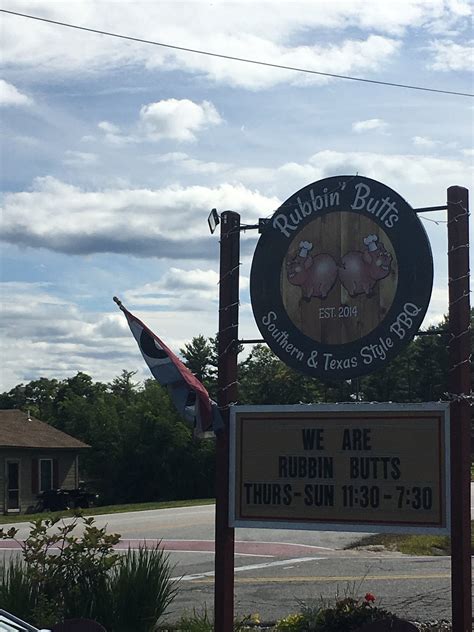 Rubbin' Butts
EST. 2014
Southern & Texas Style BBQ
WE ARE
RUBBIN BUTTS
THURS-SUN 11:30-7:30